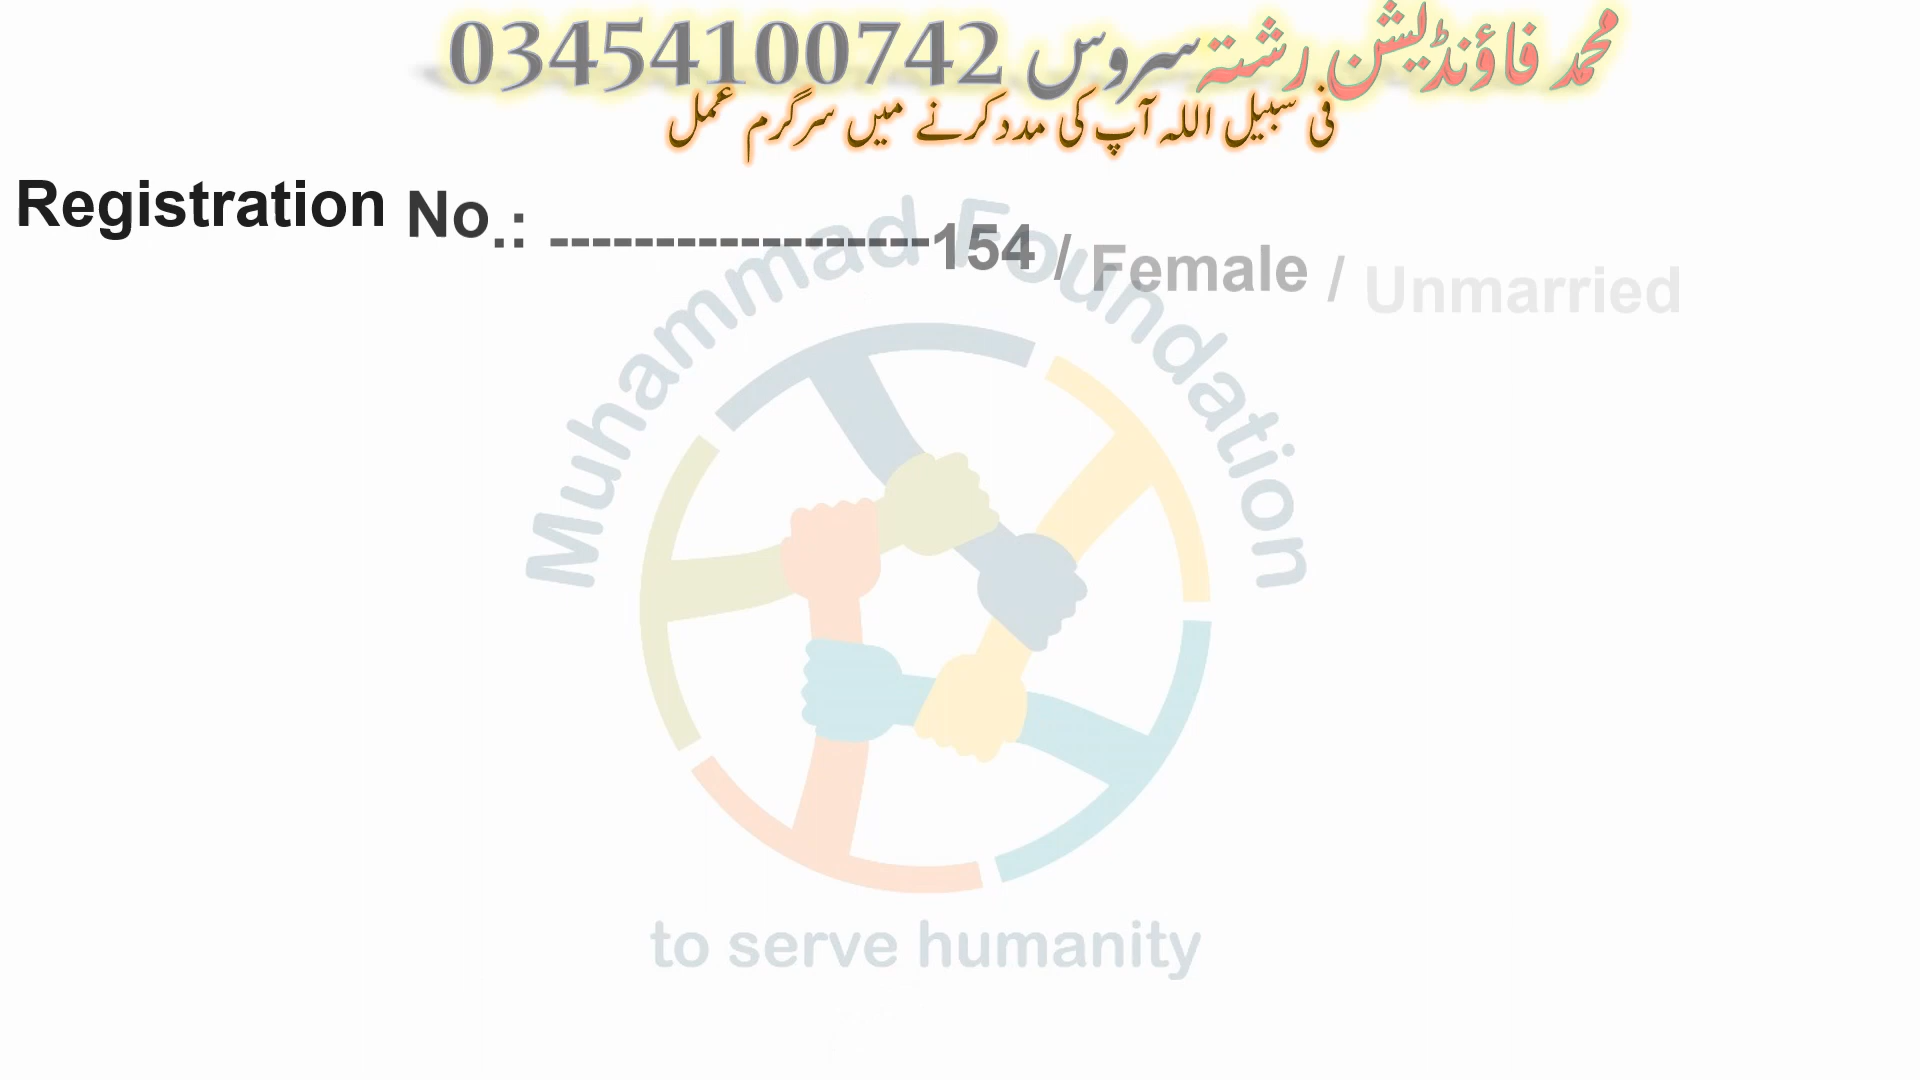 محمد فاؤنڈیشن رشتہ سروس 03454100742
فی سبیل اللہ آپ کی مدد کرنے میں سرگرم عمل
Registration No.: ------------------154 / Female / Unmarried
Muhammad Foundation
to serve humanity